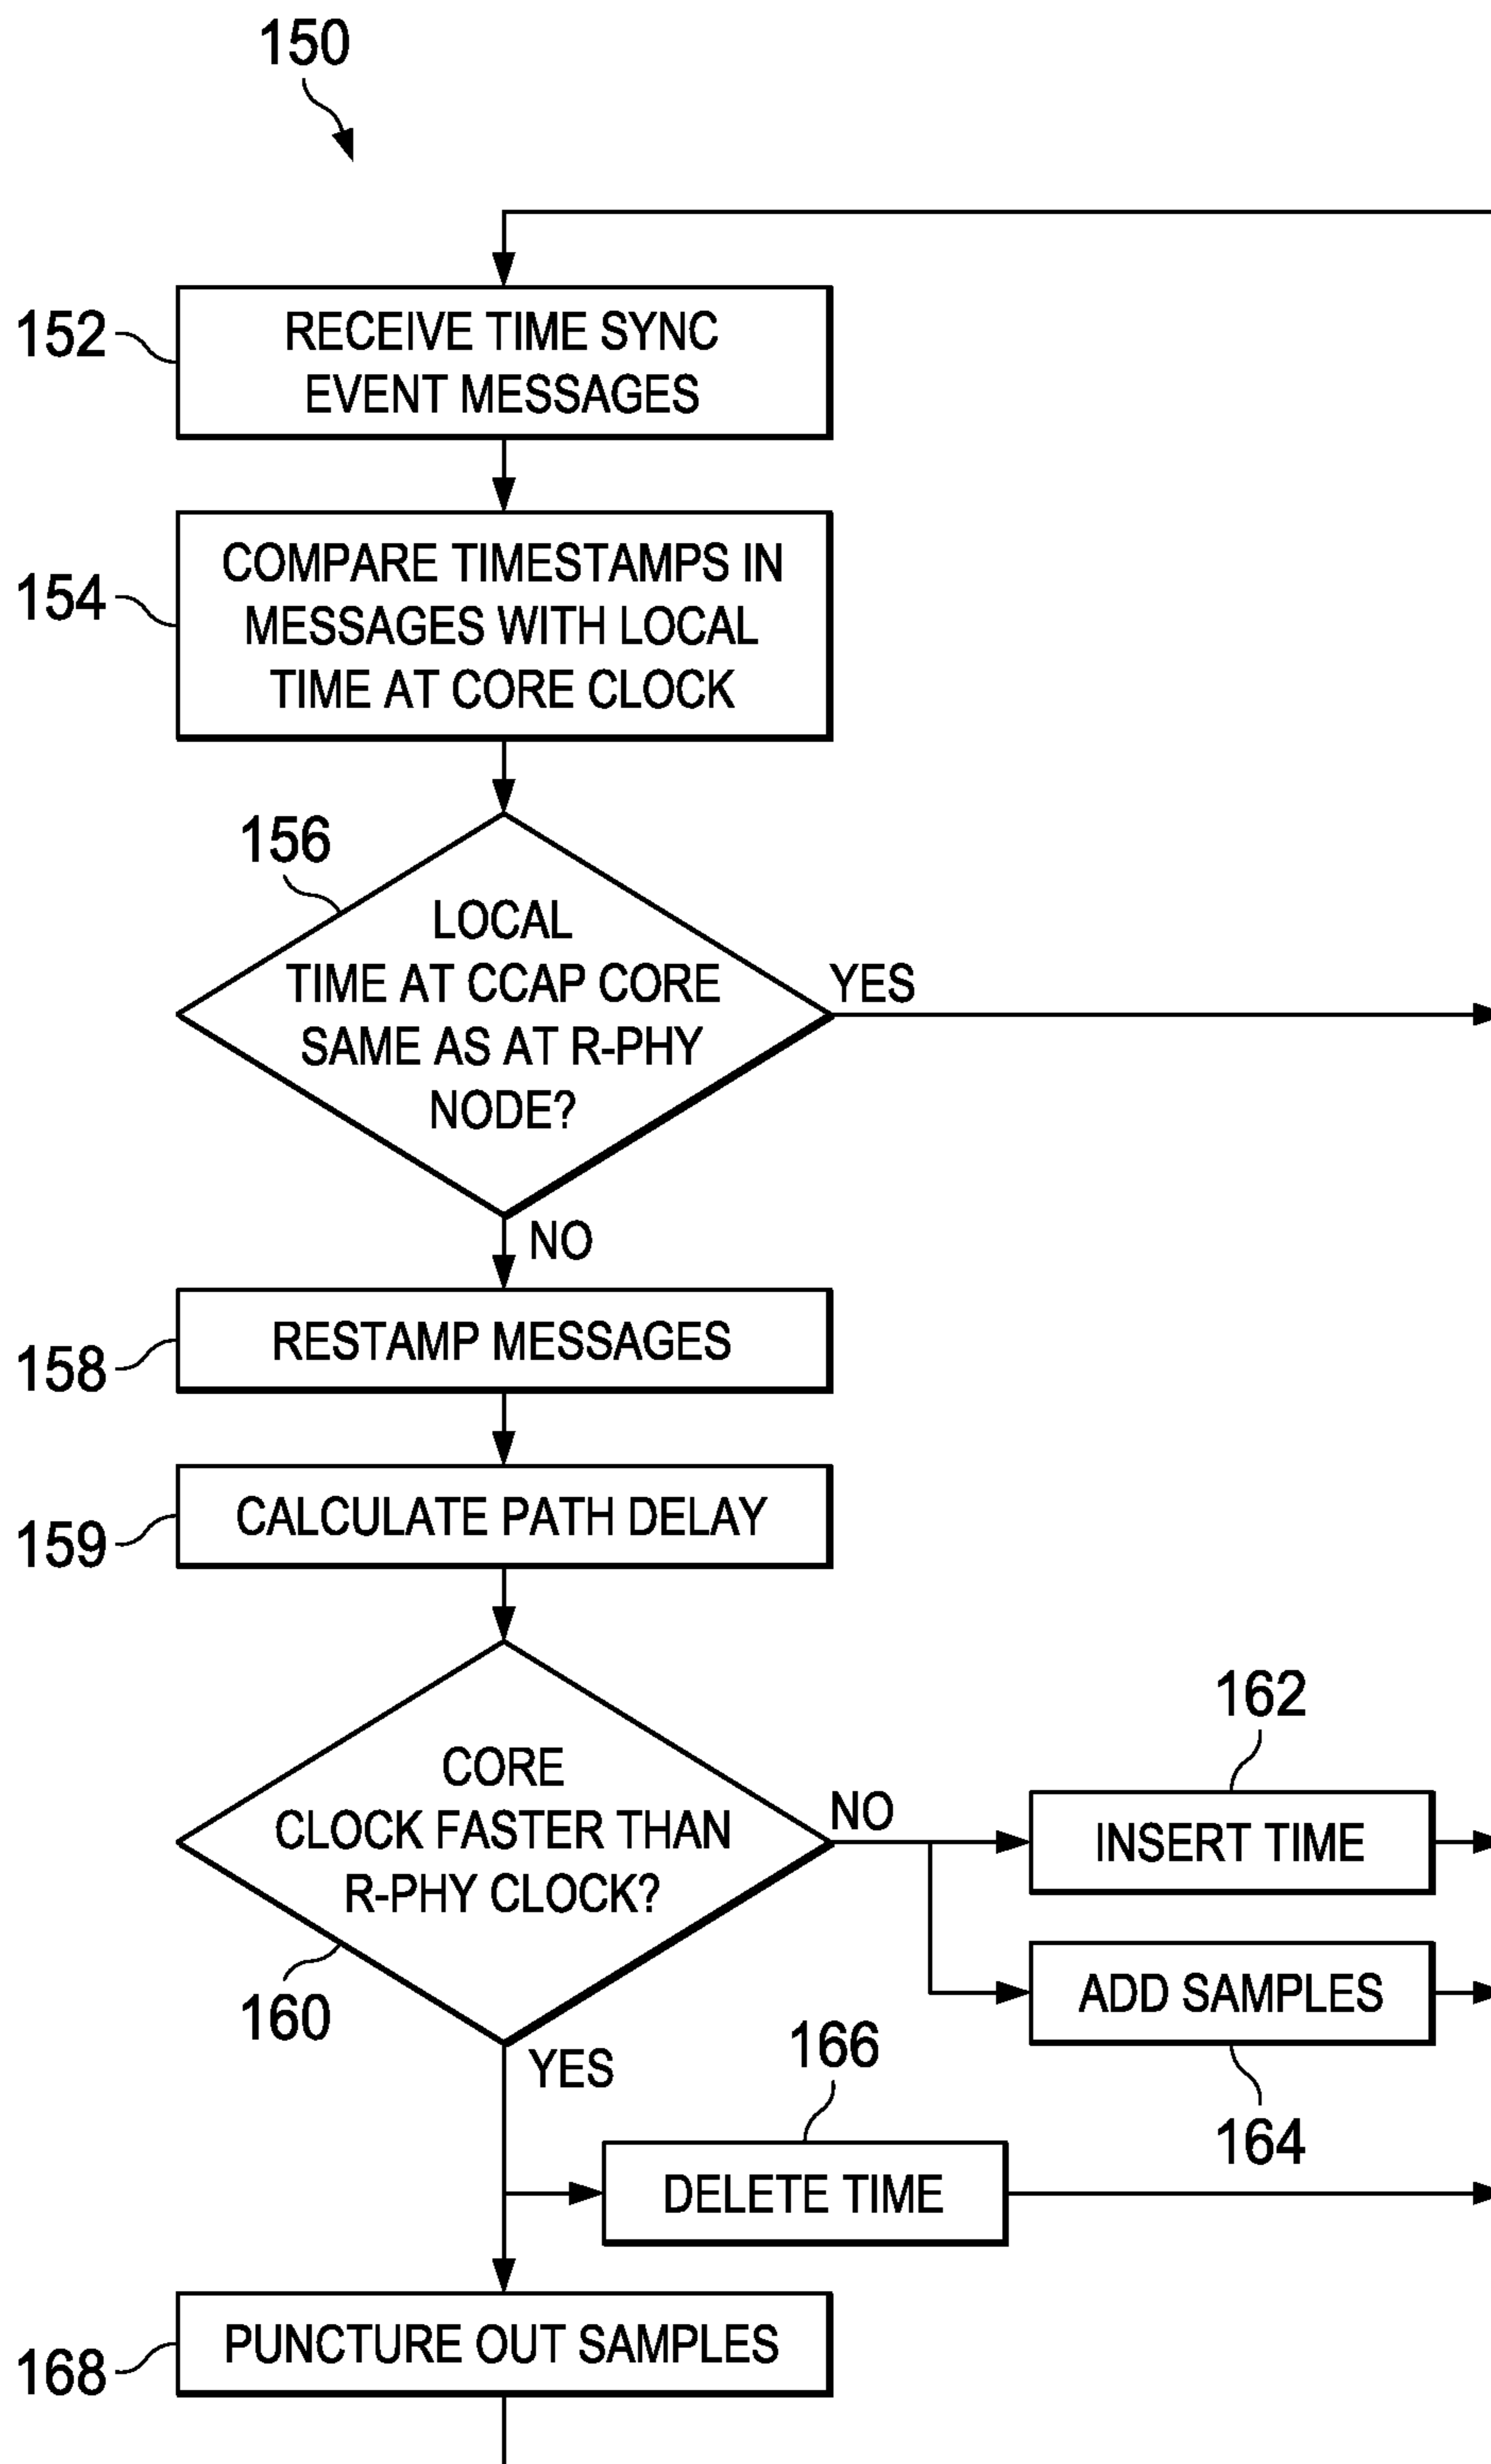 150
152
RECEIVE TIME SYNC
EVENT MESSAGES
154
COMPARE TIMESTAMPS IN
MESSAGES WITH LOCAL
TIME AT CORE CLOCK
156
LOCAL
TIME AT CCAP CORE
SAME AS AT R-PHY
NODE?
YES
NO
158
RESTAMP MESSAGES
159
CALCULATE PATH DELAY
CORE
CLOCK FASTER THAN
R-PHY CLOCK?
160
NO
162
INSERT TIME
ADD SAMPLES
164
YES
166
DELETE TIME
168
PUNCTURE OUT SAMPLES